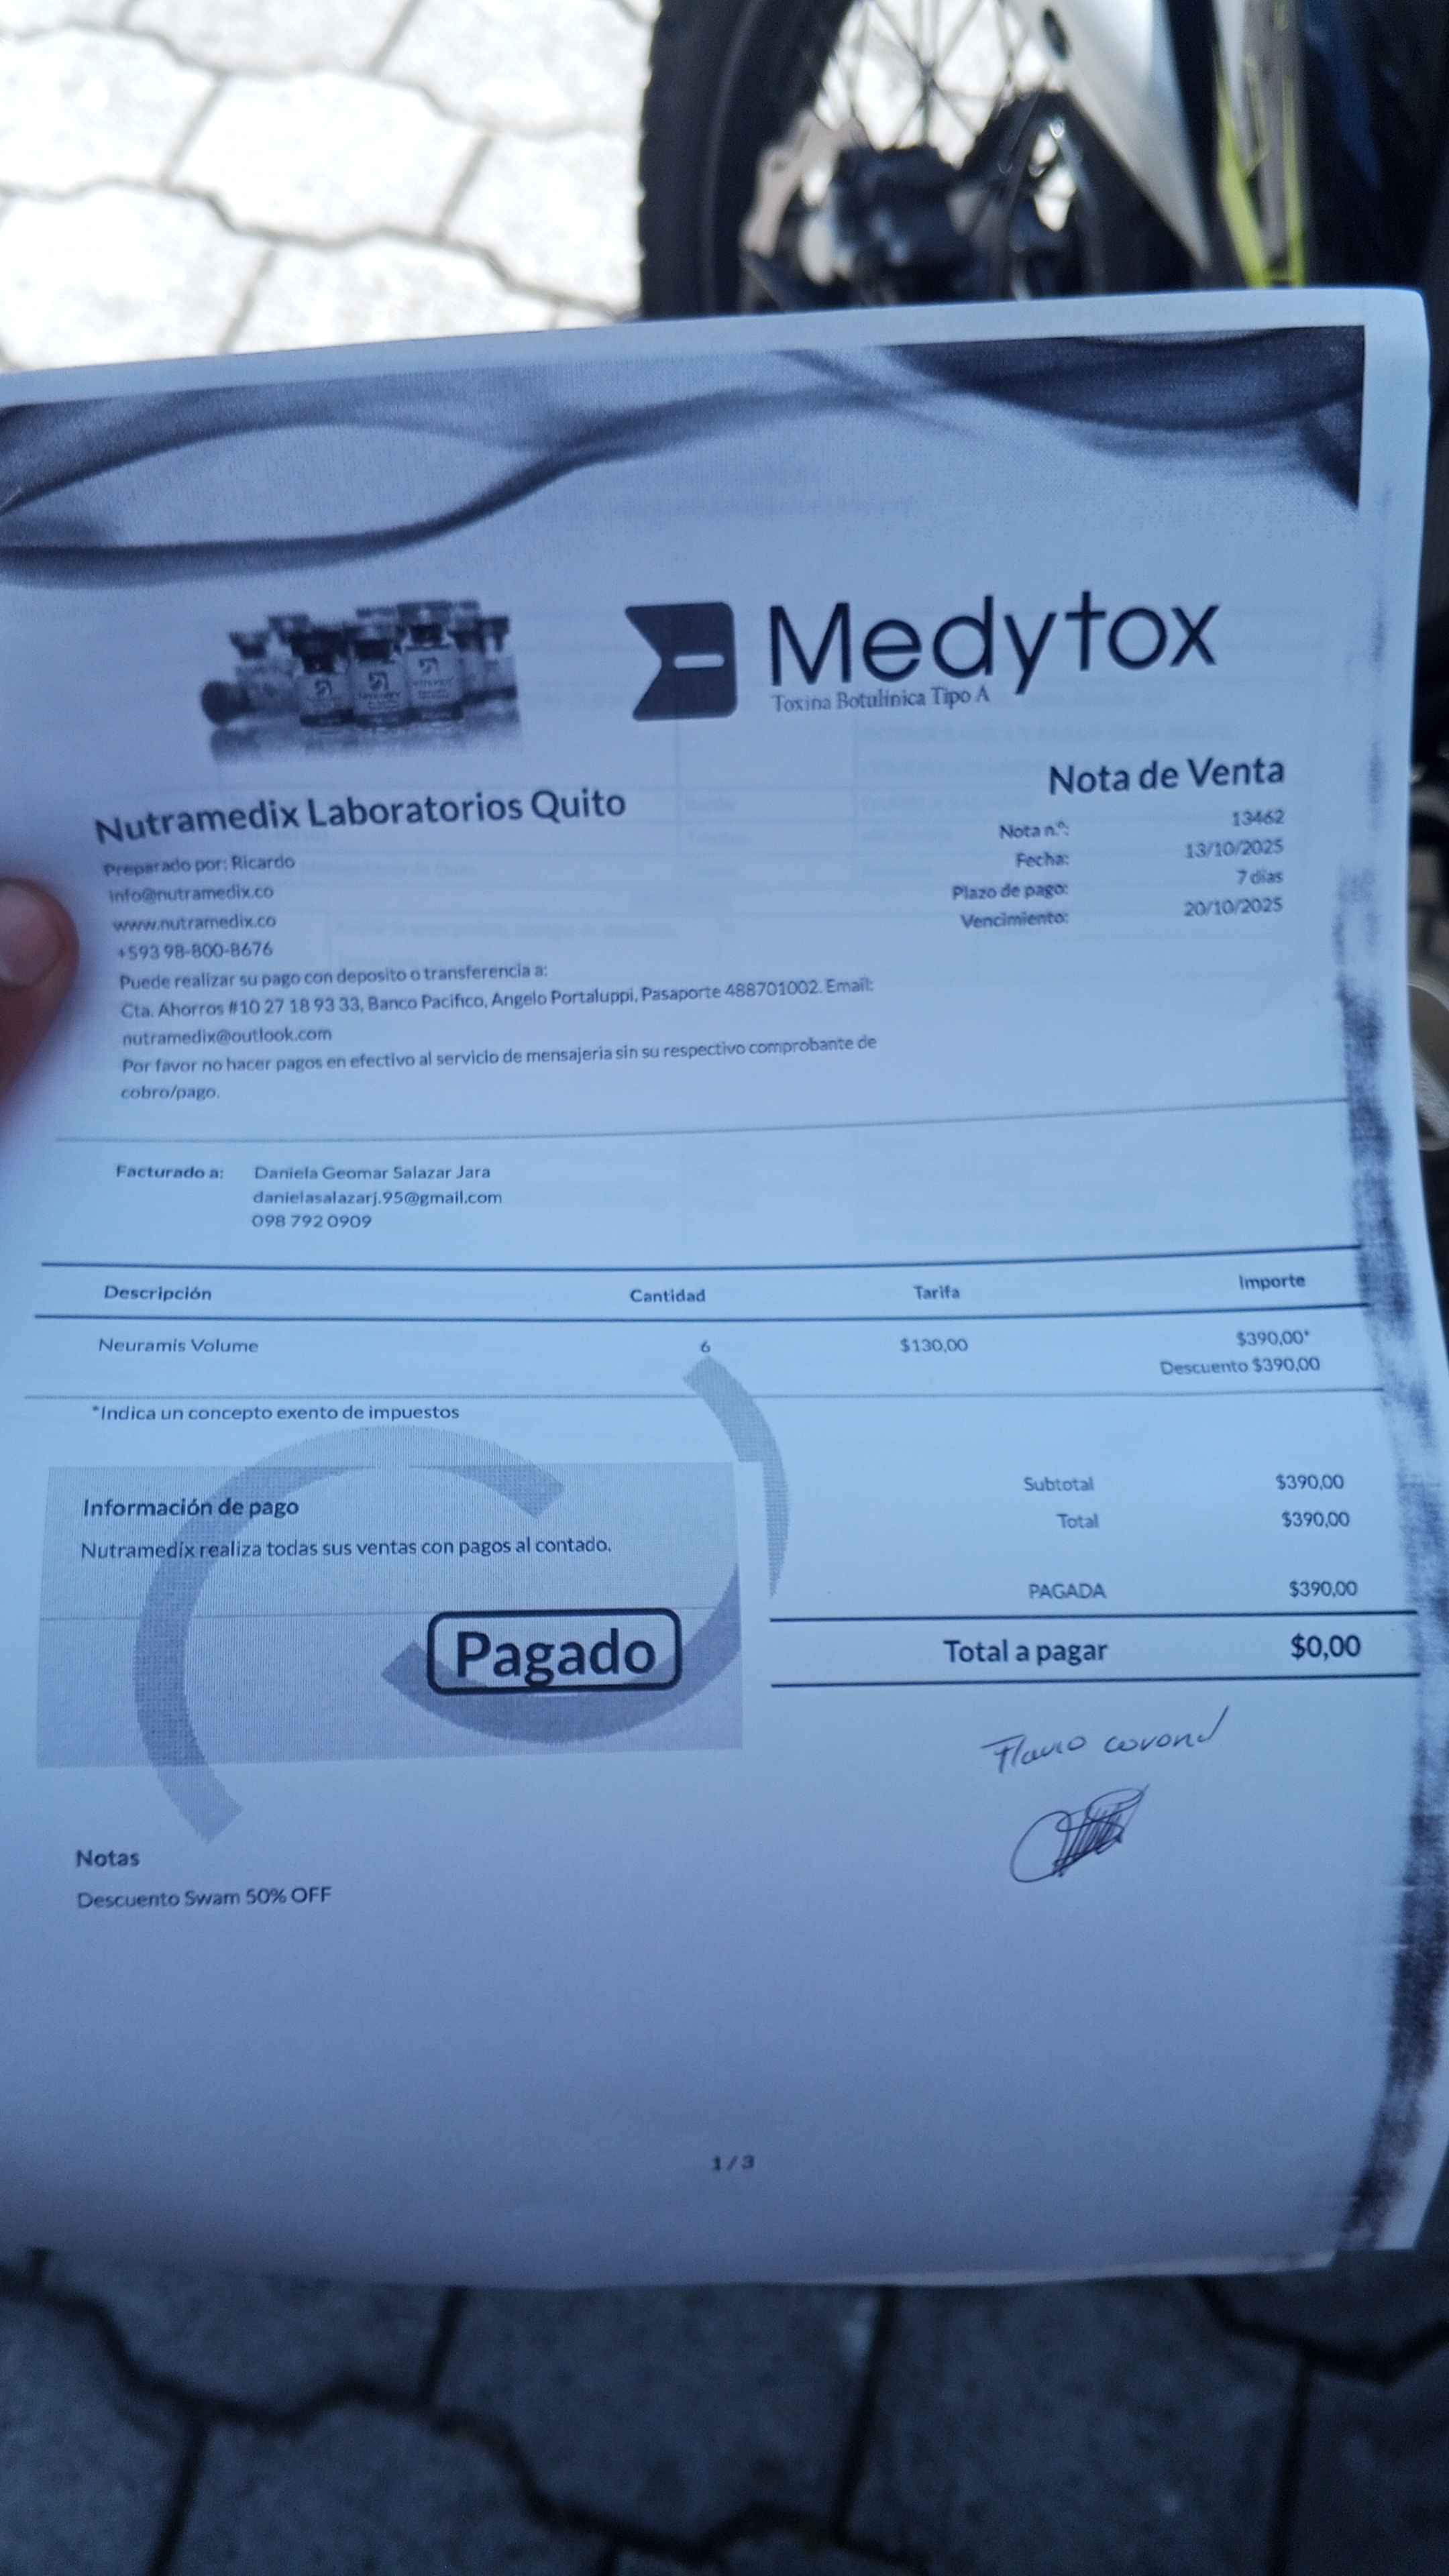 Medytox
Toxina Botulínica Tipo A
Nota de Venta
Nutramedix Laboratorios Quito
Nota n.º: 13462
Preparado por: Ricardo
Fecha: 13/10/2025
info@nutramedix.co
Plazo de pago: 7 días
www.nutramedix.co
Vencimiento: 20/10/2025
+593 98-800-8676
Puede realizar su pago con deposito o transferencia a:
Cta. Ahorros #10 27 18 93 33, Banco Pacifico, Angelo Portaluppi, Pasaporte 488701002. Email:
nutramedix@outlook.com
Por favor no hacer pagos en efectivo al servicio de mensajeria sin su respectivo comprobante de
cobro/pago.
Facturado a: Daniela Geomar Salazar Jara
danielasalazarj.95@gmail.com
098 792 0909
Descripción Cantidad Tarifa Importe
Neuramis Volume 6 $130,00 $390,00*
Descuento $390,00
*Indica un concepto exento de impuestos
Subtotal $390,00
Información de pago
Total $390,00
Nutramedix realiza todas sus ventas con pagos al contado.
PAGADA $390,00
Pagado
Total a pagar $0,00
Flavio
Notas
Descuento Swam 50% OFF
1 / 3